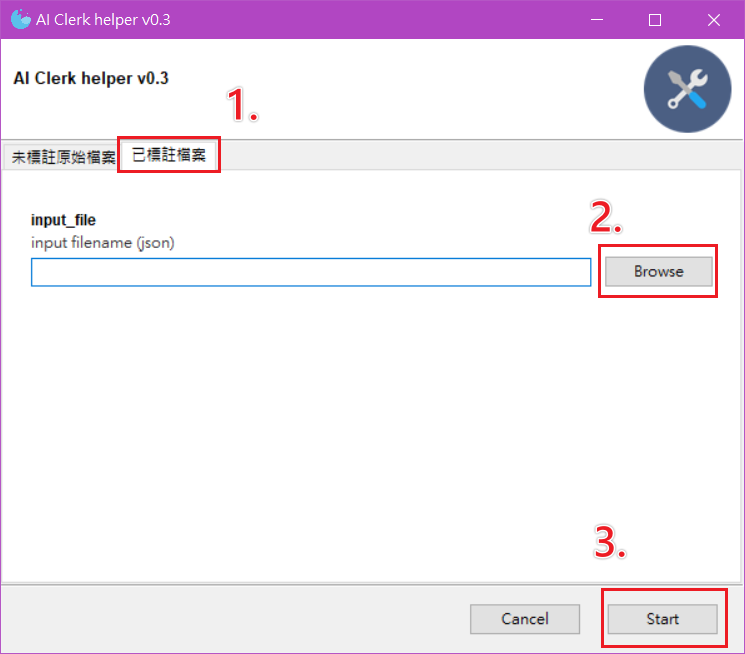 AI Clerk helper v0.3
AI Clerk helper v0.3
1.
未標註原始檔案
已標註檔案
input_file
input filename (json)
2.
Browse
3.
Cancel
Start